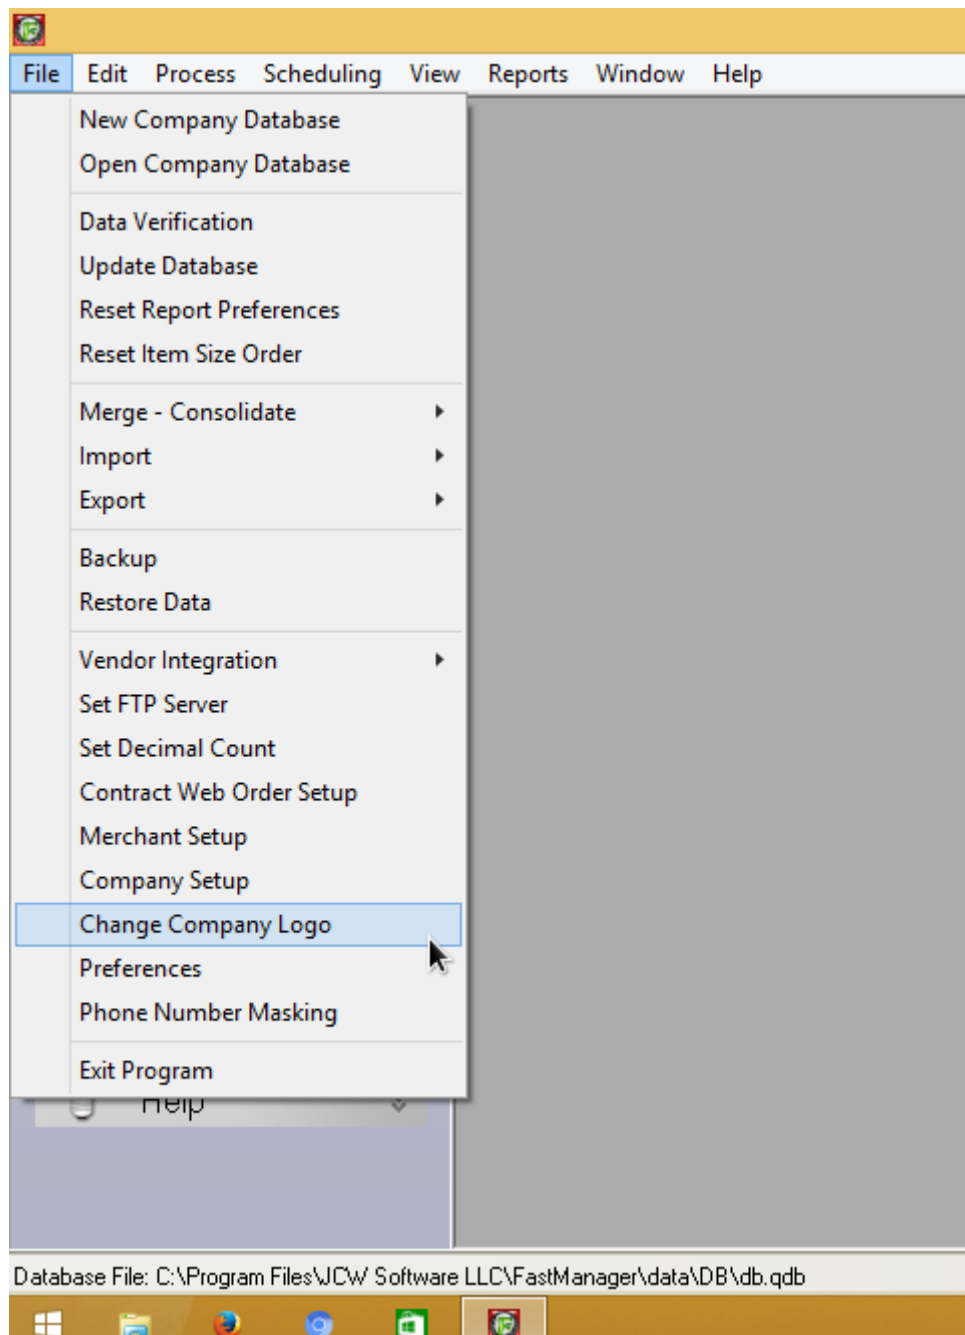 File Edit Process Scheduling View Reports Window Help
New Company Database
Open Company Database
Data Verification
Update Database
Reset Report Preferences
Reset Item Size Order
Merge - Consolidate
Import
Export
Backup
Restore Data
Vendor Integration
Set FTP Server
Set Decimal Count
Contract Web Order Setup
Merchant Setup
Company Setup
Change Company Logo
Preferences
Phone Number Masking
Exit Program
Help
Database File: C:\Program Files\JCW Software LLC\FastManager\data\DB\db.qdb